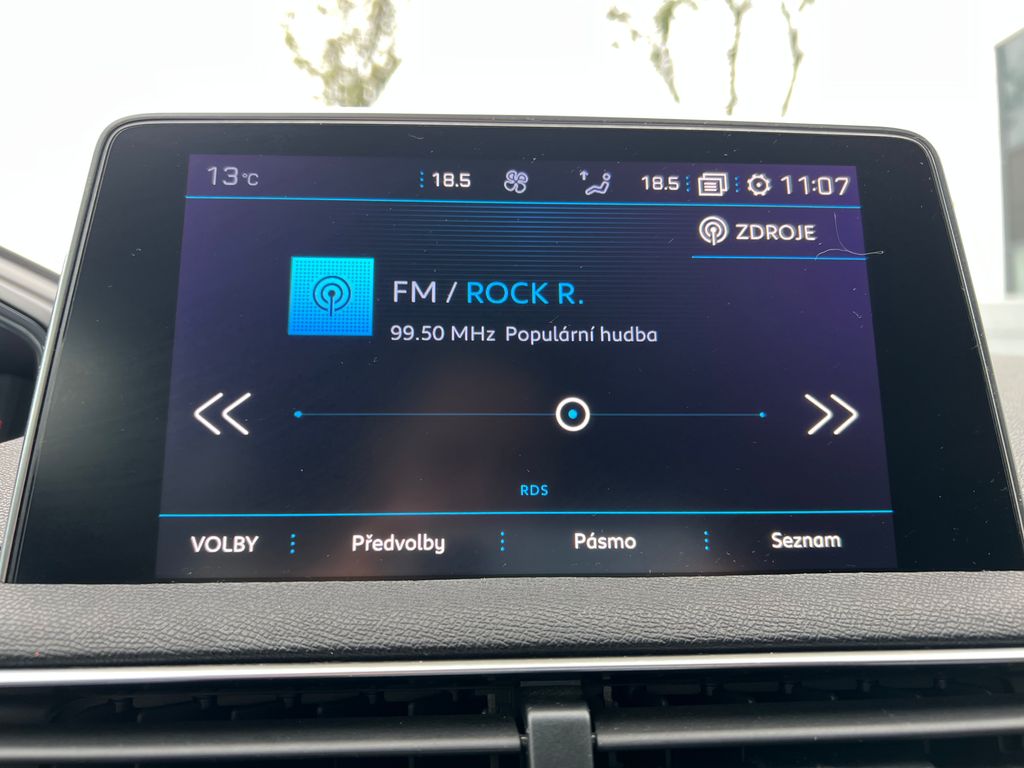 13°C 18.5 18.5 11:07
ZDROJE
FM / ROCK R.
99.50 MHz Populární hudba
RDS
VOLBY Předvolby Pásmo Seznam